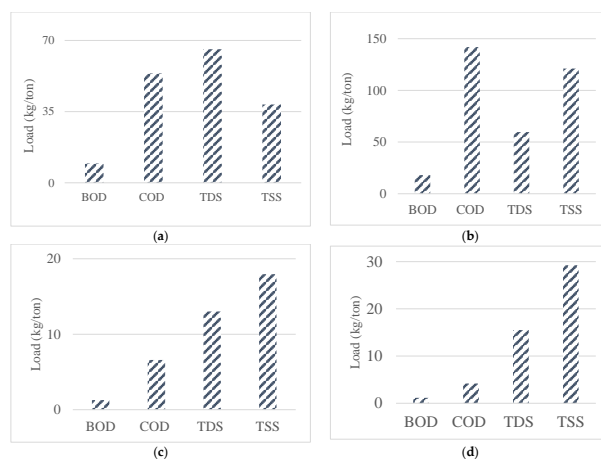 70
35
0
Load (kg/ton)
BOD COD TDS TSS
(a)
150
100
50
0
Load (kg/ton)
BOD COD TDS TSS
(b)
20
10
0
Load (kg/ton)
BOD COD TDS TSS
(c)
30
20
10
0
Load (kg/ton)
BOD COD TDS TSS
(d)